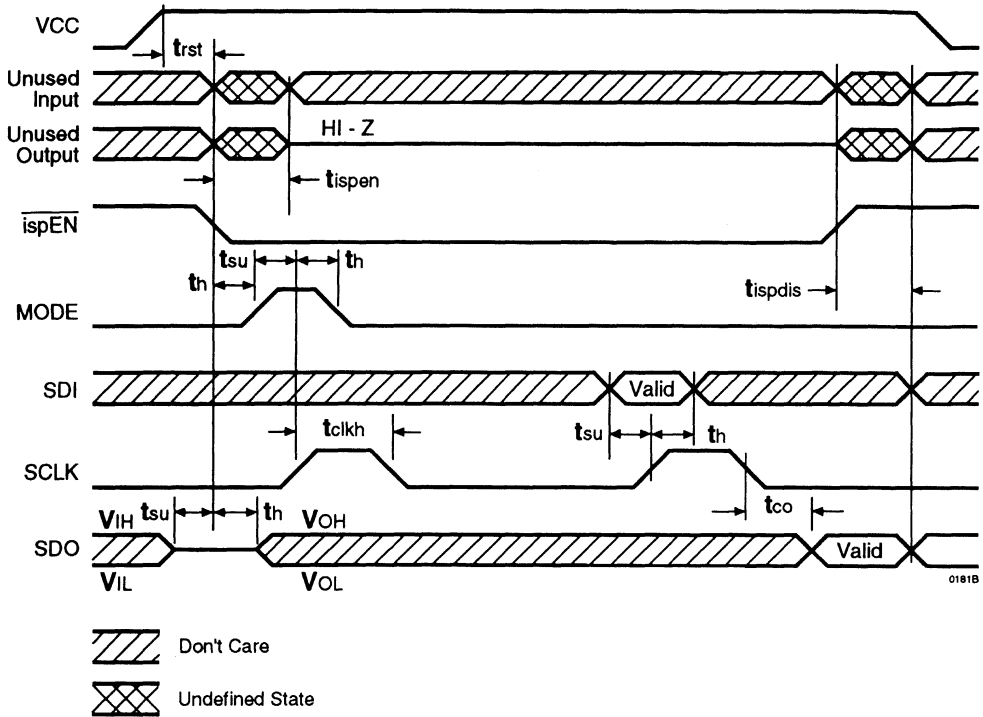 VCC
trst
Unused
Input
Unused
Output
HI - Z
tispen
ispEN
tsu
th
th
tispdis
MODE
SDI
Valid
tclkh
tsu
th
SCLK
tco
VIH
tsu
th
VOH
SDO
Valid
VIL
VOL
0181B
Don't Care
Undefined State